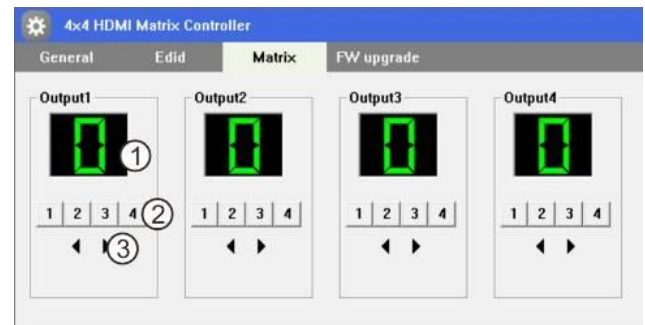 4x4 HDMI Matrix Controller
General Edid Matrix FW upgrade
Output1 Output2 Output3 Output4
0 1 0 0 0
1 2 3 4 2 1 2 3 4 1 2 3 4 1 2 3 4
3